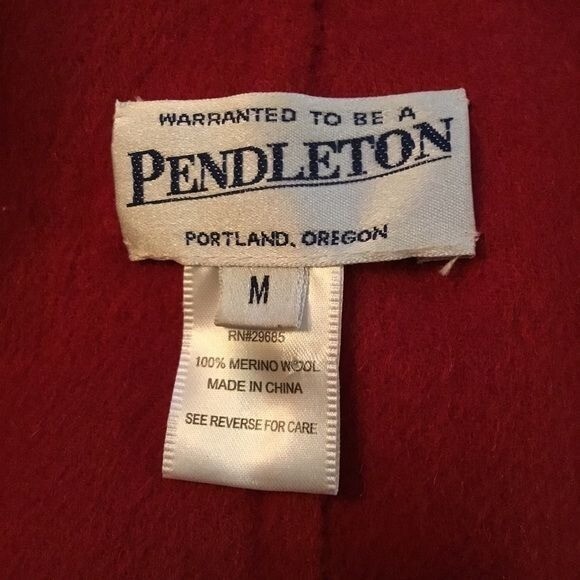 WARRANTED TO BE A
PENDLETON
PORTLAND, OREGON
M
RN#29685
100% MERINO WOOL
MADE IN CHINA
SEE REVERSE FOR CARE